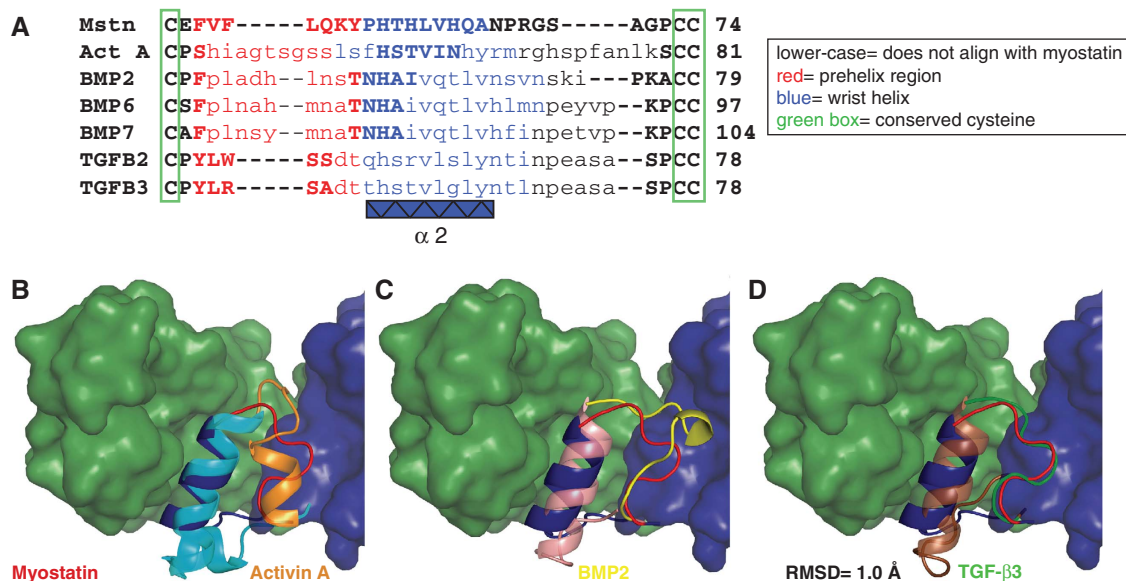 A
Mstn CEFVF-----LQKYPHTHLVHQANPRGS-----AGPCC 74
Act A CPShiagtsgsslsfHSTVINhyrmrghspfanlkSCC 81
BMP2 CPFpladh--lnsTNHAIvqtlvnsvnski---PKACC 79
BMP6 CSFplnah--mnaTNHAivqtlvhlmnpeyvp--KPCC 97
BMP7 CAFplnsy--mnaTNHAivqtlvhfinpetvp--KPCC 104
TGFB2 CPYLW-----SSdtqhsrvlslyntinpeasa--SPCC 78
TGFB3 CPYLR-----SAdtthstvlglyntlnpeasa--SPCC 78
α 2
lower-case= does not align with myostatin
red= prehelix region
blue= wrist helix
green box= conserved cysteine
B
Myostatin
Activin A
C
BMP2
D
RMSD= 1.0 Å
TGF-β3